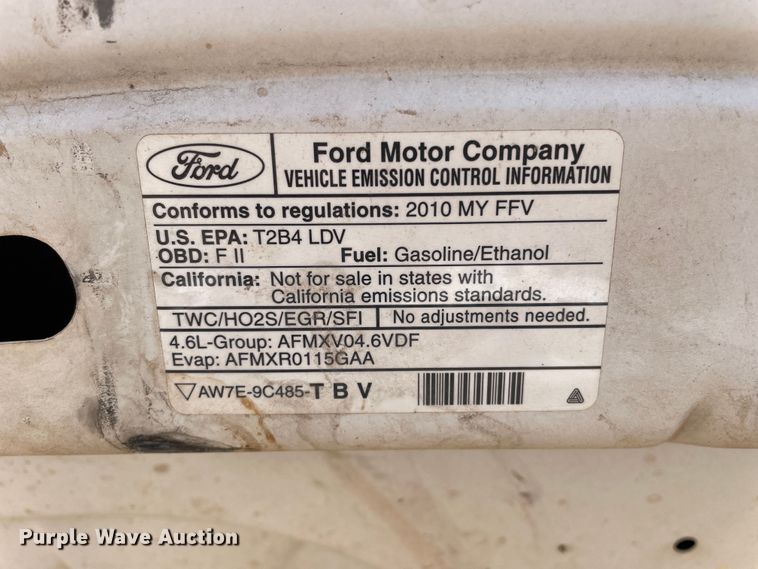 Ford
Ford Motor Company
VEHICLE EMISSION CONTROL INFORMATION
Conforms to regulations: 2010 MY FFV
U.S. EPA: T2B4 LDV
OBD: F II Fuel: Gasoline/Ethanol
California: Not for sale in states with
California emissions standards.
TWC/HO2S/EGR/SFI No adjustments needed.
4.6L-Group: AFMXV04.6VDF
Evap: AFMXR0115GAA
AW7E-9C485-T B V
Purple Wave Auction